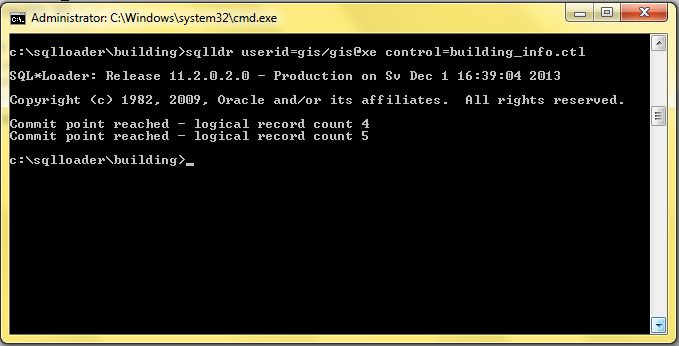 Administrator: C:\Windows\system32\cmd.exe
c:\sqlloader\building>sqlldr userid=gis/gis@xe control=building_info.ctl
SQL*Loader: Release 11.2.0.2.0 - Production on Sv Dec 1 16:39:04 2013
Copyright (c) 1982, 2009, Oracle and/or its affiliates.  All rights reserved.
Commit point reached - logical record count 4
Commit point reached - logical record count 5
c:\sqlloader\building>_